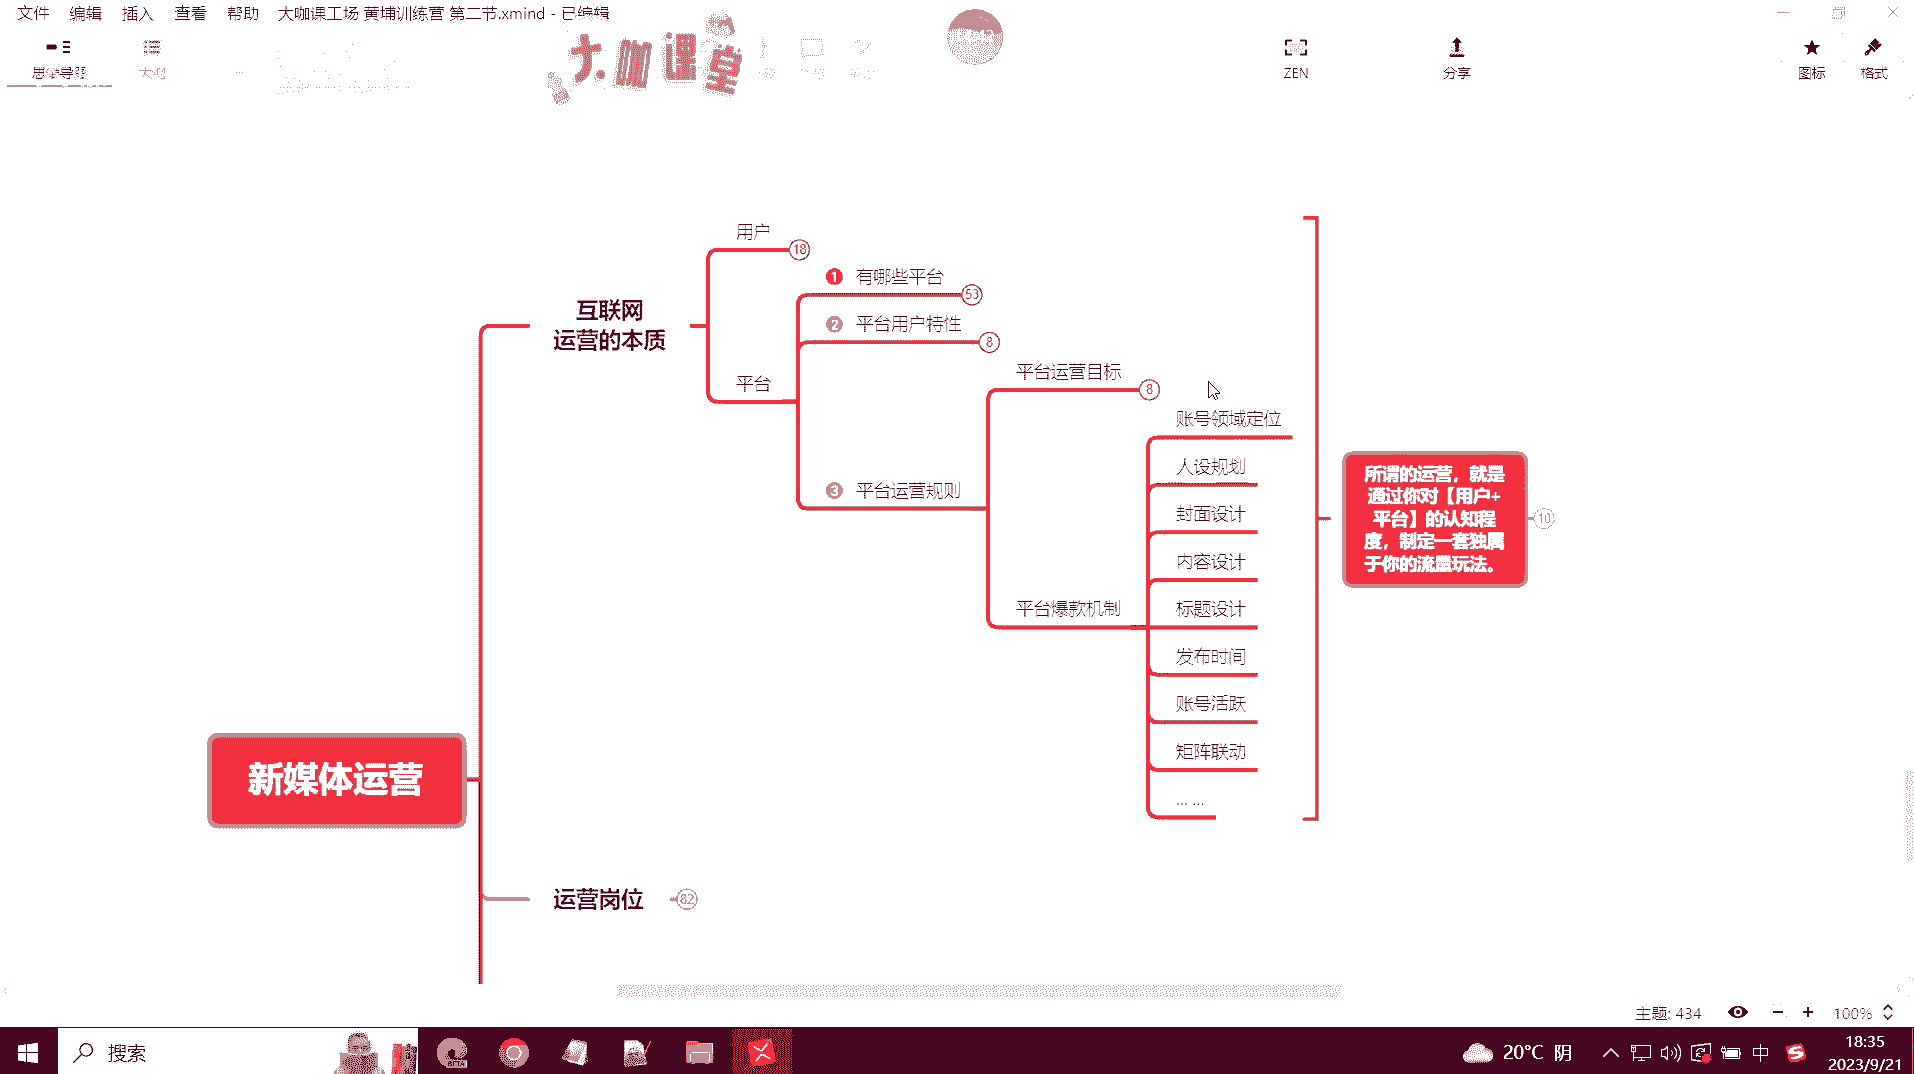 文件 编辑 插入 查看 帮助 大咖课工场 黄埔训练营 第二节.xmind - 已编辑
思维导图
大纲
大咖课堂
ZEN
分享
图标
格式
用户
18
1 有哪些平台
53
2 平台用户特性
8
互联网
运营的本质
平台
平台运营目标
8
账号领域定位
人设规划
3 平台运营规则
封面设计
内容设计
平台爆款机制
标题设计
发布时间
账号活跃
矩阵联动
... ...
所谓的运营，就是
通过你对【用户+
平台】的认知程
度，制定一套独属
于你的流量玩法。
10
新媒体运营
运营岗位
82
主题: 434
100%
搜索
BETA
20°C 阴
中
18:35
2023/9/21